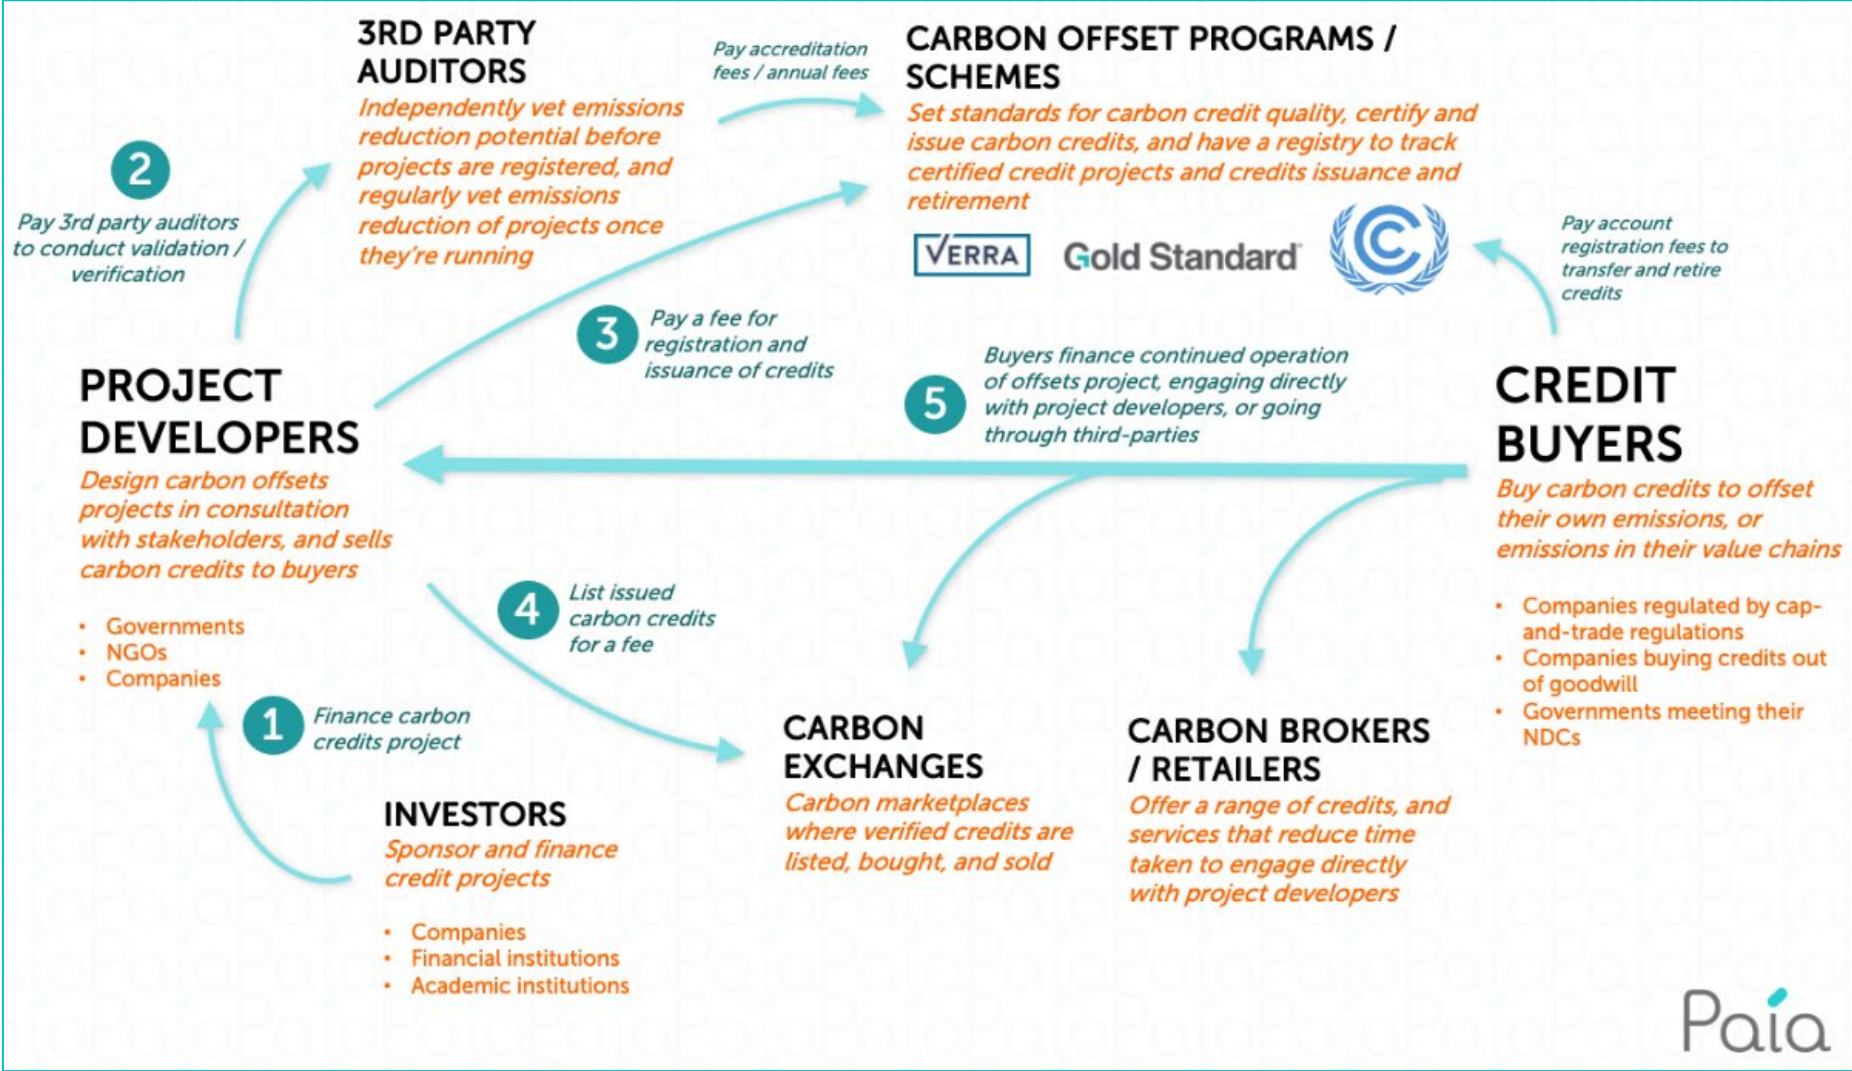 3RD PARTY
AUDITORS
Independently vet emissions
reduction potential before
projects are registered, and
regularly vet emissions
reduction of projects once
they're running
Pay accreditation
fees / annual fees
CARBON OFFSET PROGRAMS /
SCHEMES
Set standards for carbon credit quality, certify and
issue carbon credits, and have a registry to track
certified credit projects and credits issuance and
retirement
VERRA
Gold Standard
2
Pay 3rd party auditors
to conduct validation /
verification
Pay account
registration fees to
transfer and retire
credits
3
Pay a fee for
registration and
issuance of credits
5
Buyers finance continued operation
of offsets project, engaging directly
with project developers, or going
through third-parties
PROJECT
DEVELOPERS
Design carbon offsets
projects in consultation
with stakeholders, and sells
carbon credits to buyers
• Governments
• NGOs
• Companies
CREDIT
BUYERS
Buy carbon credits to offset
their own emissions, or
emissions in their value chains
• Companies regulated by cap-
and-trade regulations
• Companies buying credits out
of goodwill
• Governments meeting their
NDCs
4
List issued
carbon credits
for a fee
1
Finance carbon
credits project
INVESTORS
Sponsor and finance
credit projects
• Companies
• Financial institutions
• Academic institutions
CARBON
EXCHANGES
Carbon marketplaces
where verified credits are
listed, bought, and sold
CARBON BROKERS
/ RETAILERS
Offer a range of credits, and
services that reduce time
taken to engage directly
with project developers
Paia